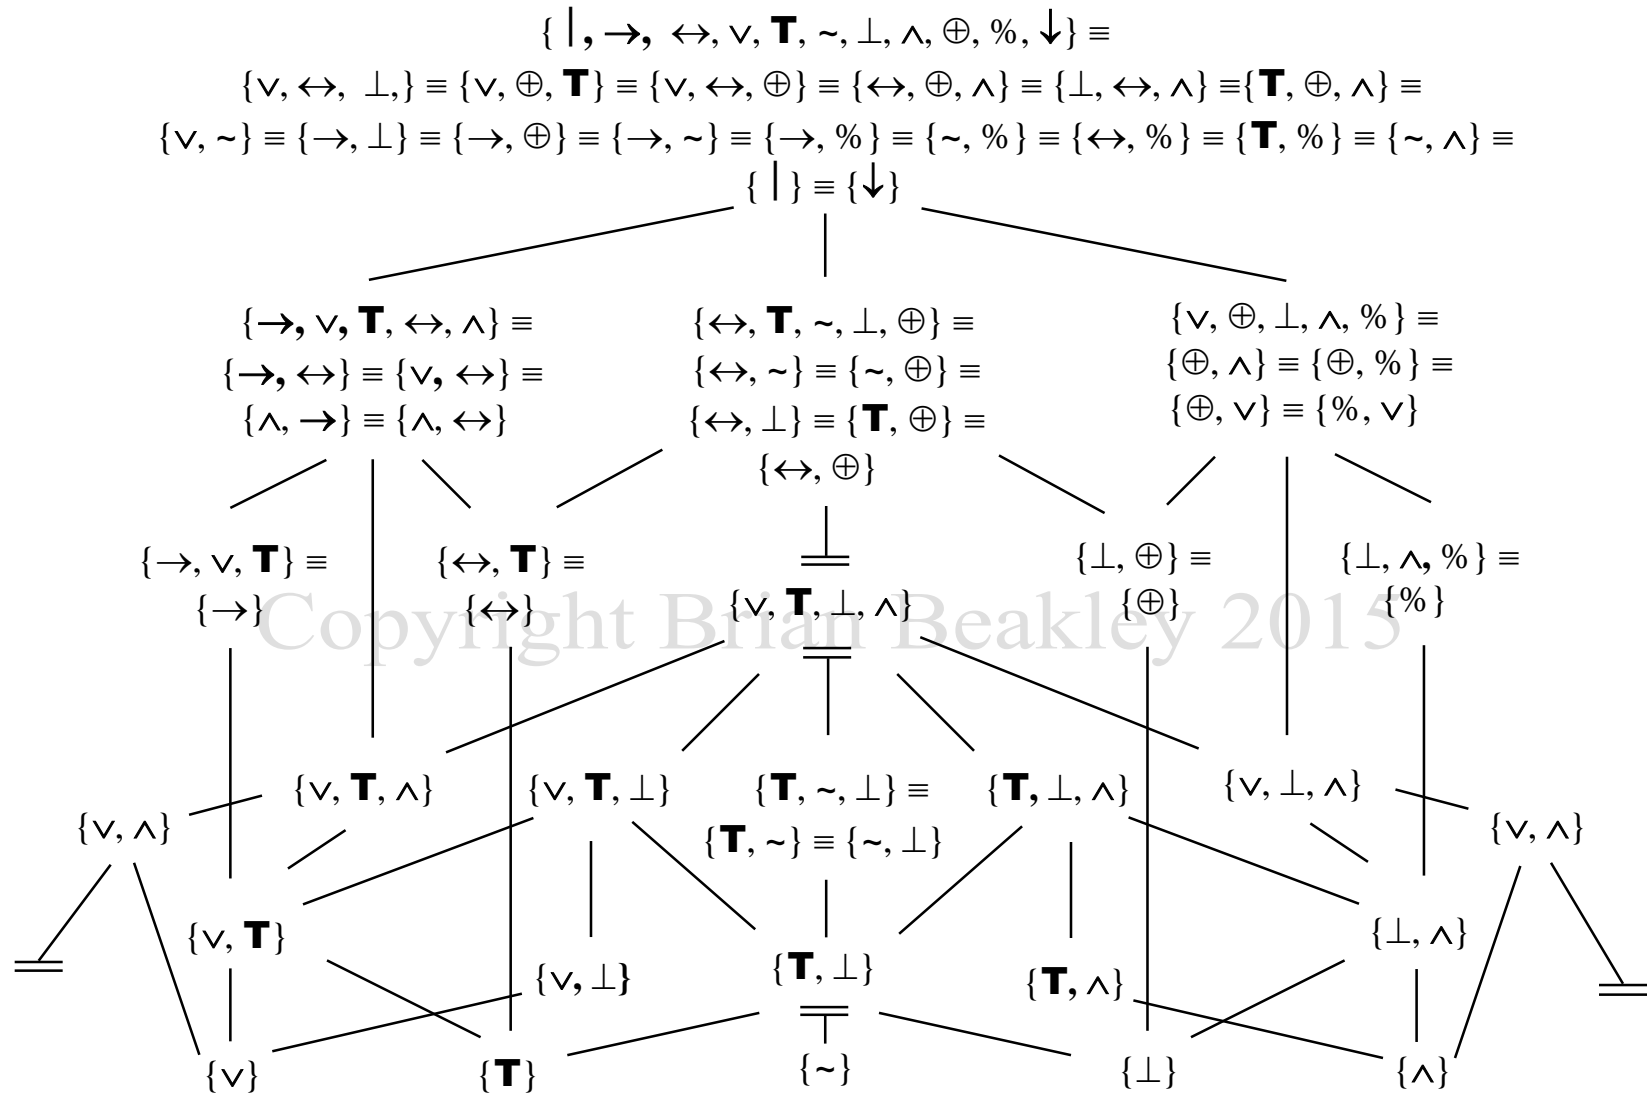 { |, →, ↔, ∨, T, ~, ⊥, ∧, ⊕, %, ↓} ≡
{∨, ↔, ⊥,} ≡ {∨, ⊕, T} ≡ {∨, ↔, ⊕} ≡ {↔, ⊕, ∧} ≡ {⊥, ↔, ∧} ≡{T, ⊕, ∧} ≡
{∨, ~} ≡ {→, ⊥} ≡ {→, ⊕} ≡ {→, ~} ≡ {→, %} ≡ {~, %} ≡ {↔, %} ≡ {T, %} ≡ {~, ∧} ≡
{ | } ≡ {↓}
{→, ∨, T, ↔, ∧} ≡
{→, ↔} ≡ {∨, ↔} ≡
{∧, →} ≡ {∧, ↔}
{↔, T, ~, ⊥, ⊕} ≡
{↔, ~} ≡ {~, ⊕} ≡
{↔, ⊥} ≡ {T, ⊕} ≡
{↔, ⊕}
{∨, ⊕, ⊥, ∧, %} ≡
{⊕, ∧} ≡ {⊕, %} ≡
{⊕, ∨} ≡ {%, ∨}
{→, ∨, T} ≡
{→}
{↔, T} ≡
{↔}
{∨, T, ⊥, ∧}
{⊥, ⊕} ≡
{⊕}
{⊥, ∧, %} ≡
{%}
Copyright Brian Beakley 2015
{∨, ∧}
{∨, T, ∧}
{∨, T, ⊥}
{T, ~, ⊥} ≡
{T, ~} ≡ {~, ⊥}
{T, ⊥, ∧}
{∨, ⊥, ∧}
{∨, ∧}
{∨, T}
{∨, ⊥}
{T, ⊥}
{T, ∧}
{⊥, ∧}
{∨}
{T}
{~}
{⊥}
{∧}